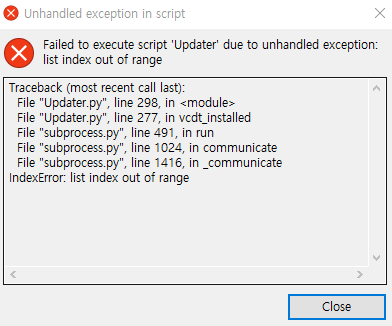 Unhandled exception in script
Failed to execute script 'Updater' due to unhandled exception:
list index out of range
Traceback (most recent call last):
File "Updater.py", line 298, in <module>
File "Updater.py", line 277, in vcdt_installed
File "subprocess.py", line 491, in run
File "subprocess.py", line 1024, in communicate
File "subprocess.py", line 1416, in _communicate
IndexError: list index out of range
Close